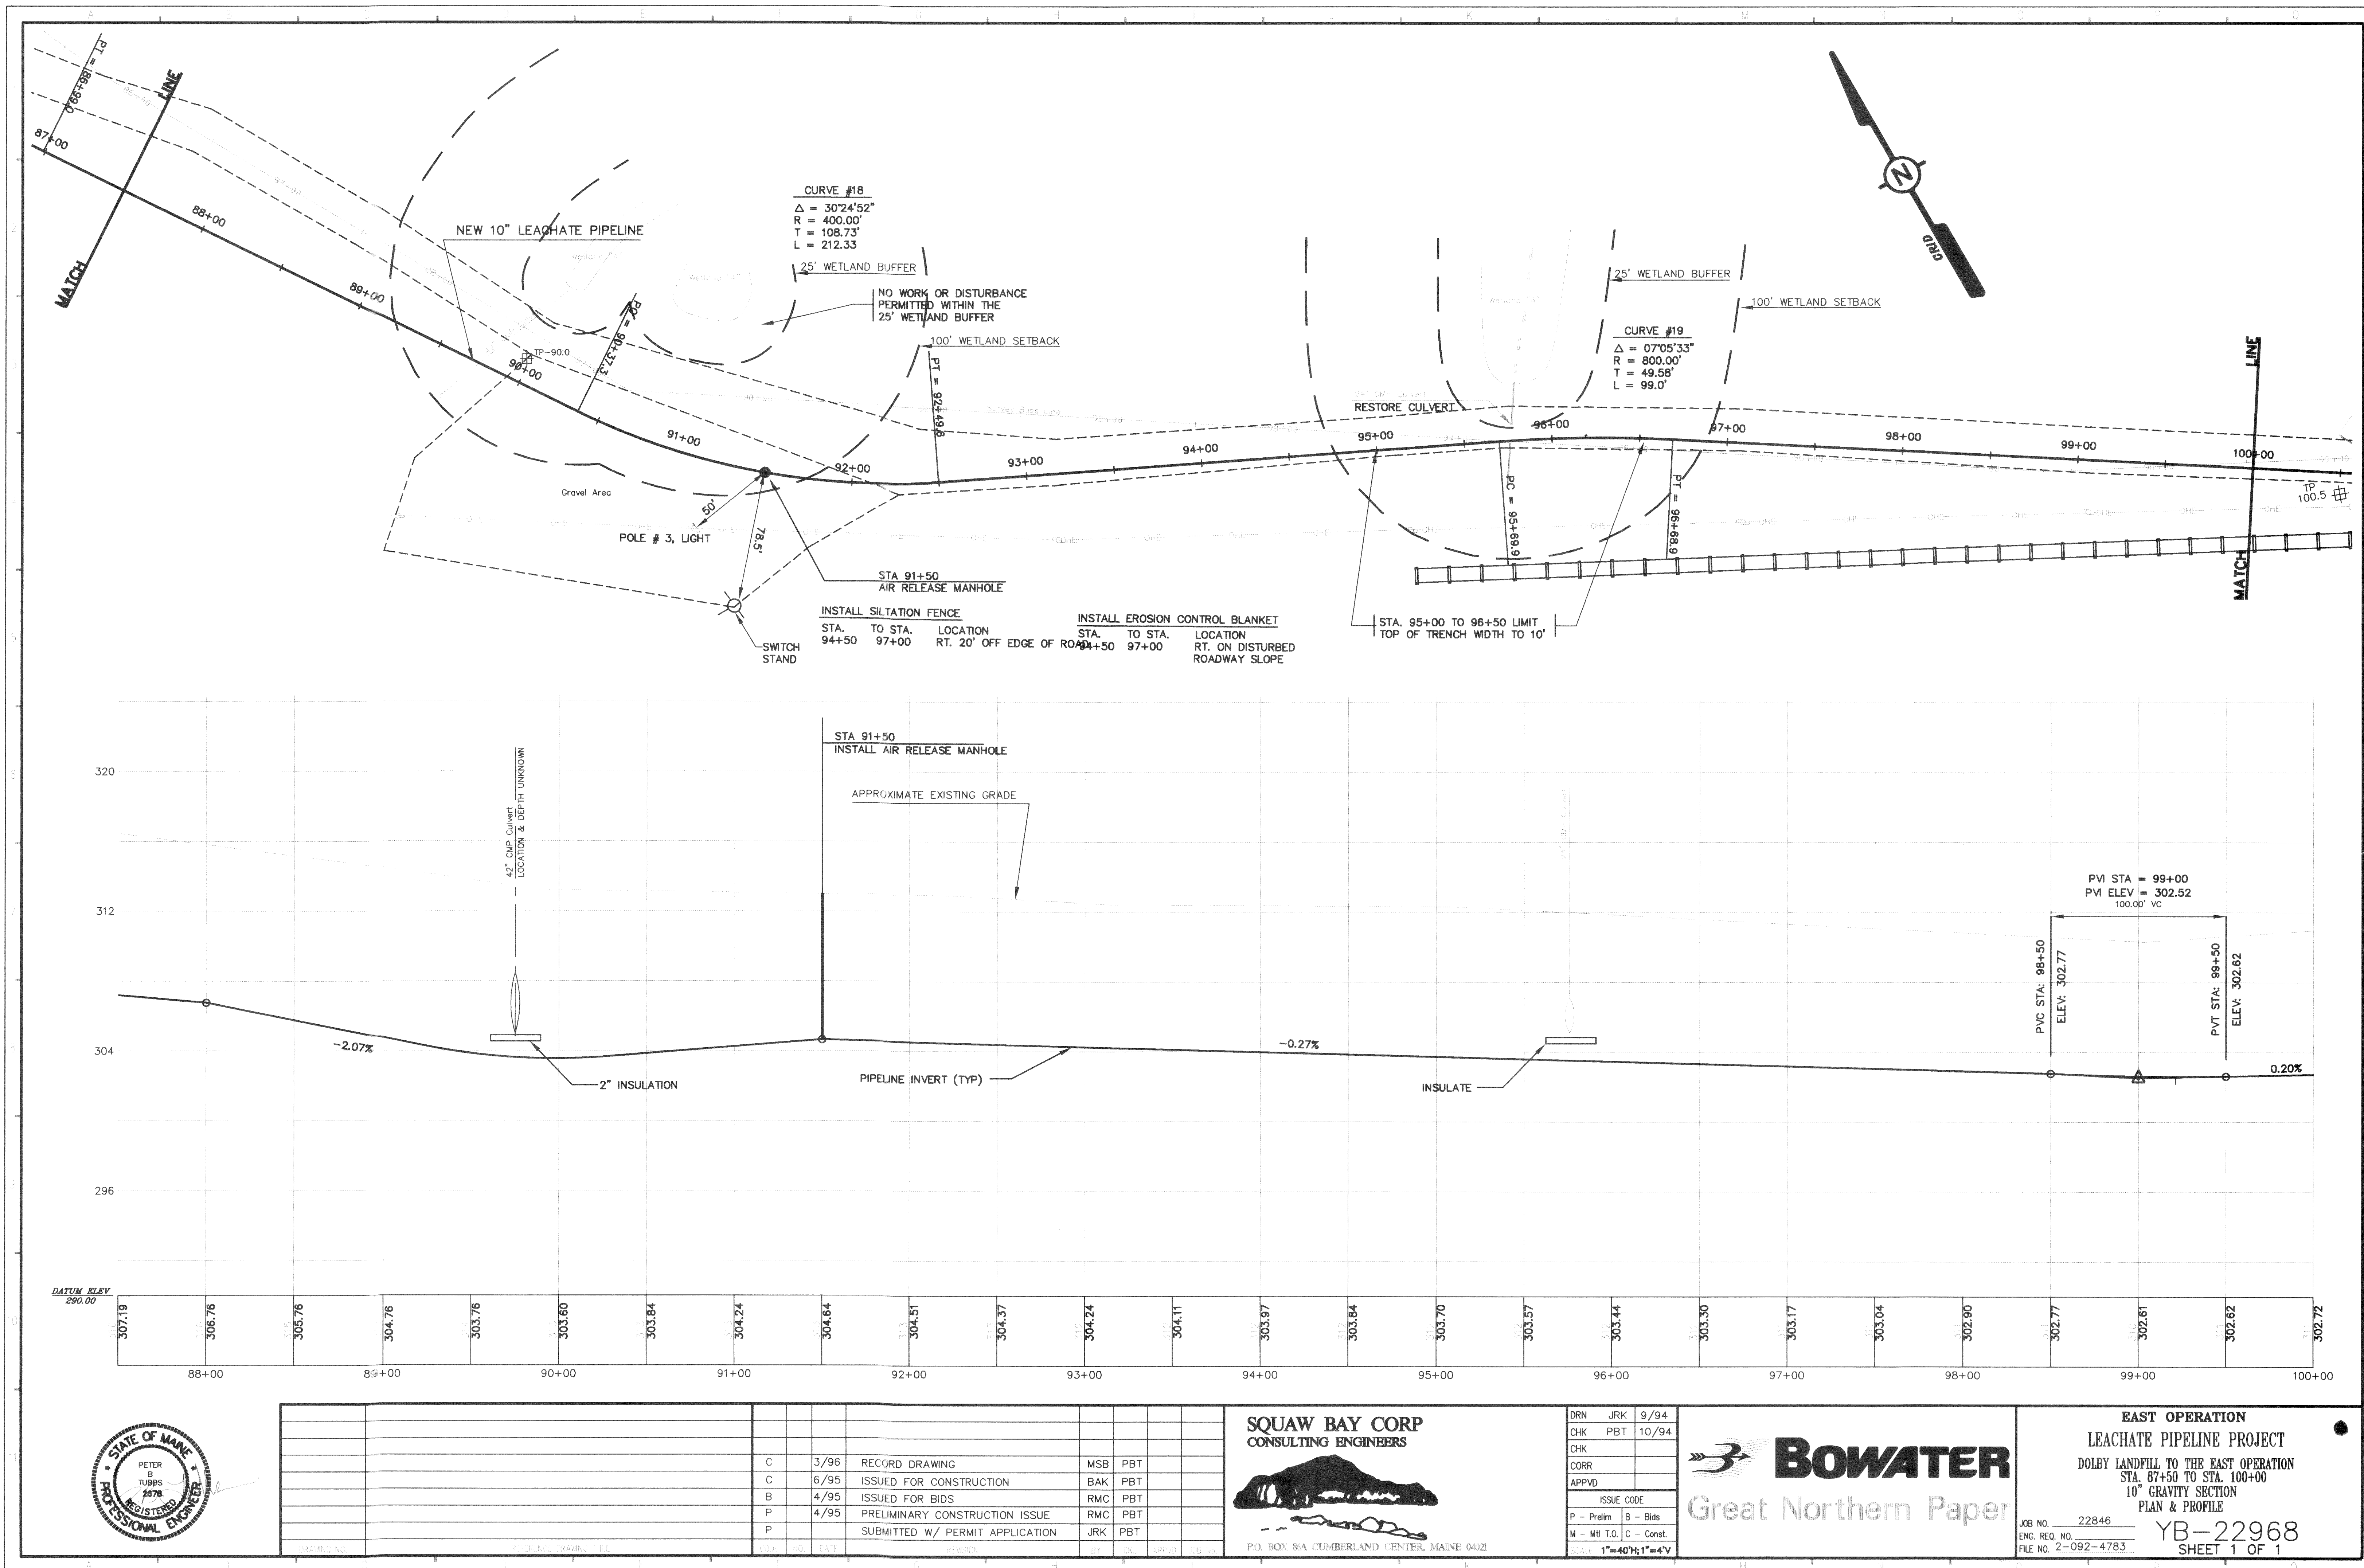 PT = 86+99.0
87+00
MATCH LINE
88+00
89+00
NEW 10" LEACHATE PIPELINE
TP-90.0
90+00
PC = 90+37.3
CURVE #18
Δ = 30°24'52"
R = 400.00'
T = 108.73'
L = 212.33
25' WETLAND BUFFER
NO WORK OR DISTURBANCE
PERMITTED WITHIN THE
25' WETLAND BUFFER
100' WETLAND SETBACK
PT = 92+49.6
91+00
92+00
93+00
94+00
95+00
96+00
97+00
98+00
99+00
100+00
Gravel Area
50'
78.5'
POLE # 3, LIGHT
STA 91+50
AIR RELEASE MANHOLE
SWITCH
STAND
INSTALL SILTATION FENCE
STA. TO STA. LOCATION
94+50 97+00 RT. 20' OFF EDGE OF ROAD
INSTALL EROSION CONTROL BLANKET
STA. TO STA. LOCATION
94+50 97+00 RT. ON DISTURBED
ROADWAY SLOPE
Survey Base Line
RESTORE CULVERT
PC = 95+69.9
PT = 96+68.9
STA. 95+00 TO 96+50 LIMIT
TOP OF TRENCH WIDTH TO 10'
25' WETLAND BUFFER
100' WETLAND SETBACK
CURVE #19
Δ = 07°05'33"
R = 800.00'
T = 49.58'
L = 99.0'
N
GRID
MATCH LINE
TP
100.5
320
312
304
296
42" CMP Culvert
LOCATION & DEPTH UNKNOWN
STA 91+50
INSTALL AIR RELEASE MANHOLE
APPROXIMATE EXISTING GRADE
-2.07%
2" INSULATION
PIPELINE INVERT (TYP)
-0.27%
INSULATE
PVI STA = 99+00
PVI ELEV = 302.52
100.00' VC
PVC STA: 98+50
ELEV: 302.77
PVT STA: 99+50
ELEV: 302.62
0.20%
DATUM ELEV
290.00
307.19 306.76 305.76 304.76 303.76 303.60 303.84 304.24 304.64 304.51 304.37 304.24 304.11 303.97 303.84 303.70 303.57 303.44 303.30 303.17 303.04 302.90 302.77 302.61 302.62 302.72
88+00 89+00 90+00 91+00 92+00 93+00 94+00 95+00 96+00 97+00 98+00 99+00 100+00
STATE OF MAINE
PETER
B
TUBBS
2678
REGISTERED
PROFESSIONAL ENGINEER
C 3/96 RECORD DRAWING MSB PBT
C 6/95 ISSUED FOR CONSTRUCTION BAK PBT
B 4/95 ISSUED FOR BIDS RMC PBT
P 4/95 PRELIMINARY CONSTRUCTION ISSUE RMC PBT
P SUBMITTED W/ PERMIT APPLICATION JRK PBT
DRAWING NO.
REVISION
SQUAW BAY CORP
CONSULTING ENGINEERS
P.O. BOX 86A CUMBERLAND CENTER, MAINE 04021
DRN JRK 9/94
CHK PBT 10/94
CHK
CORR
APPVD
ISSUE CODE
P - Prelim B - Bids
M - Mtl T.O. C - Const.
SCALE 1"=40'H;1"=4'V
BOWATER
Great Northern Paper
EAST OPERATION
LEACHATE PIPELINE PROJECT
DOLBY LANDFILL TO THE EAST OPERATION
STA. 87+50 TO STA. 100+00
10" GRAVITY SECTION
PLAN & PROFILE
JOB NO. 22846
ENG. REQ. NO.
FILE NO. 2-092-4783
YB-22968
SHEET 1 OF 1